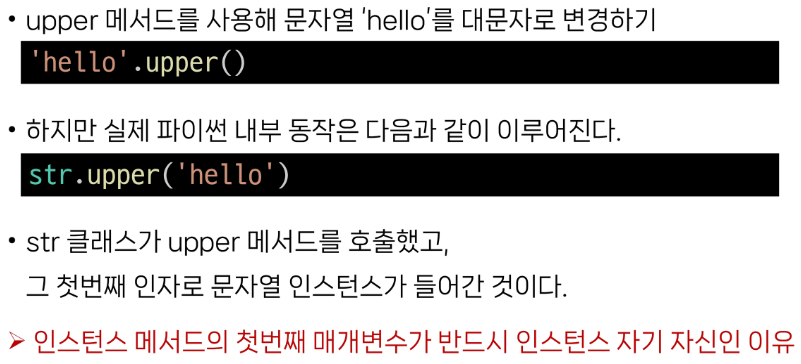 • upper 메서드를 사용해 문자열 'hello'를 대문자로 변경하기
'hello'.upper()
• 하지만 실제 파이썬 내부 동작은 다음과 같이 이루어진다.
str.upper('hello')
• str 클래스가 upper 메서드를 호출했고,
그 첫번째 인자로 문자열 인스턴스가 들어간 것이다.
➢ 인스턴스 메서드의 첫번째 매개변수가 반드시 인스턴스 자기 자신인 이유